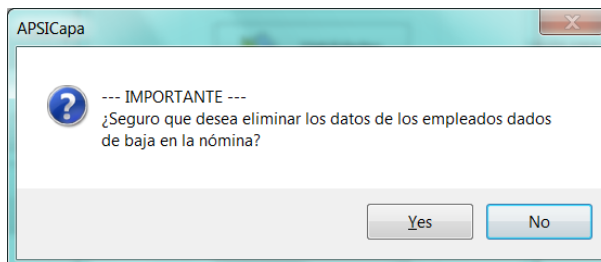 APSICapa
--- IMPORTANTE ---
¿Seguro que desea eliminar los datos de los empleados dados
de baja en la nómina?
Yes
No